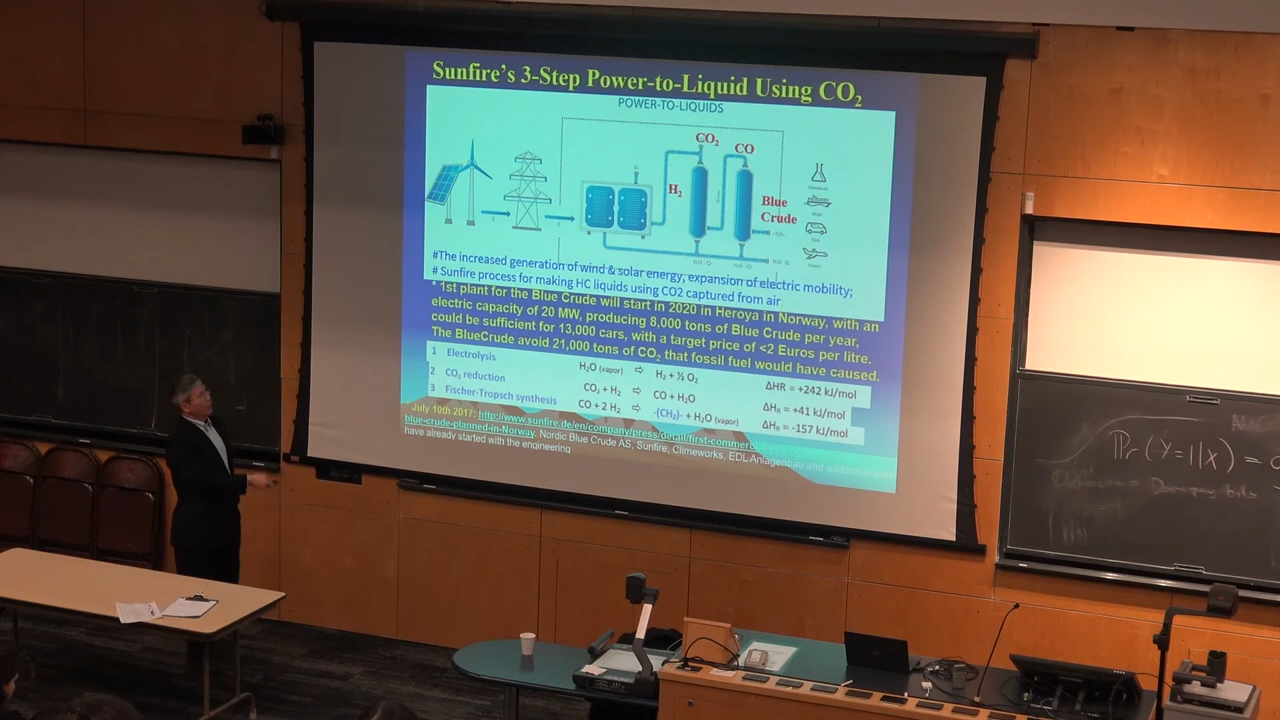 Sunfire's 3-Step Power-to-Liquid Using CO₂
POWER-TO-LIQUIDS
CO₂
CO
H₂
Blue
Crude
-CH₂-
Chemicals
Ships
Cars
Planes
#The increased generation of wind & solar energy, expansion of electric mobility;
# Sunfire process for making HC liquids using CO2 captured from air
* 1st plant for the Blue Crude will start in 2020 in Heroya in Norway, with an
electric capacity of 20 MW, producing 8,000 tons of Blue Crude per year,
could be sufficient for 13,000 cars, with a target price of <2 Euros per litre.
The BlueCrude avoid 21,000 tons of CO₂ that fossil fuel would have caused.
1 Electrolysis H₂O (vapor) ⇨ H₂ + ½ O₂ ΔHR = +242 kJ/mol
2 CO₂ reduction CO₂ + H₂ ⇨ CO + H₂O ΔHR = +41 kJ/mol
3 Fischer-Tropsch synthesis CO + 2 H₂ ⇨ -(CH₂)- + H₂O (vapor) ΔHR = -157 kJ/mol
July 10th 2017: http://www.sunfire.de/en/company/press/detail/first-commercial-
blue-crude-planned-in-Norway. Nordic Blue Crude AS, Sunfire, Climeworks, EDL Anlagenbau and additional
have already started with the engineering
Pr(Y=1|X) =